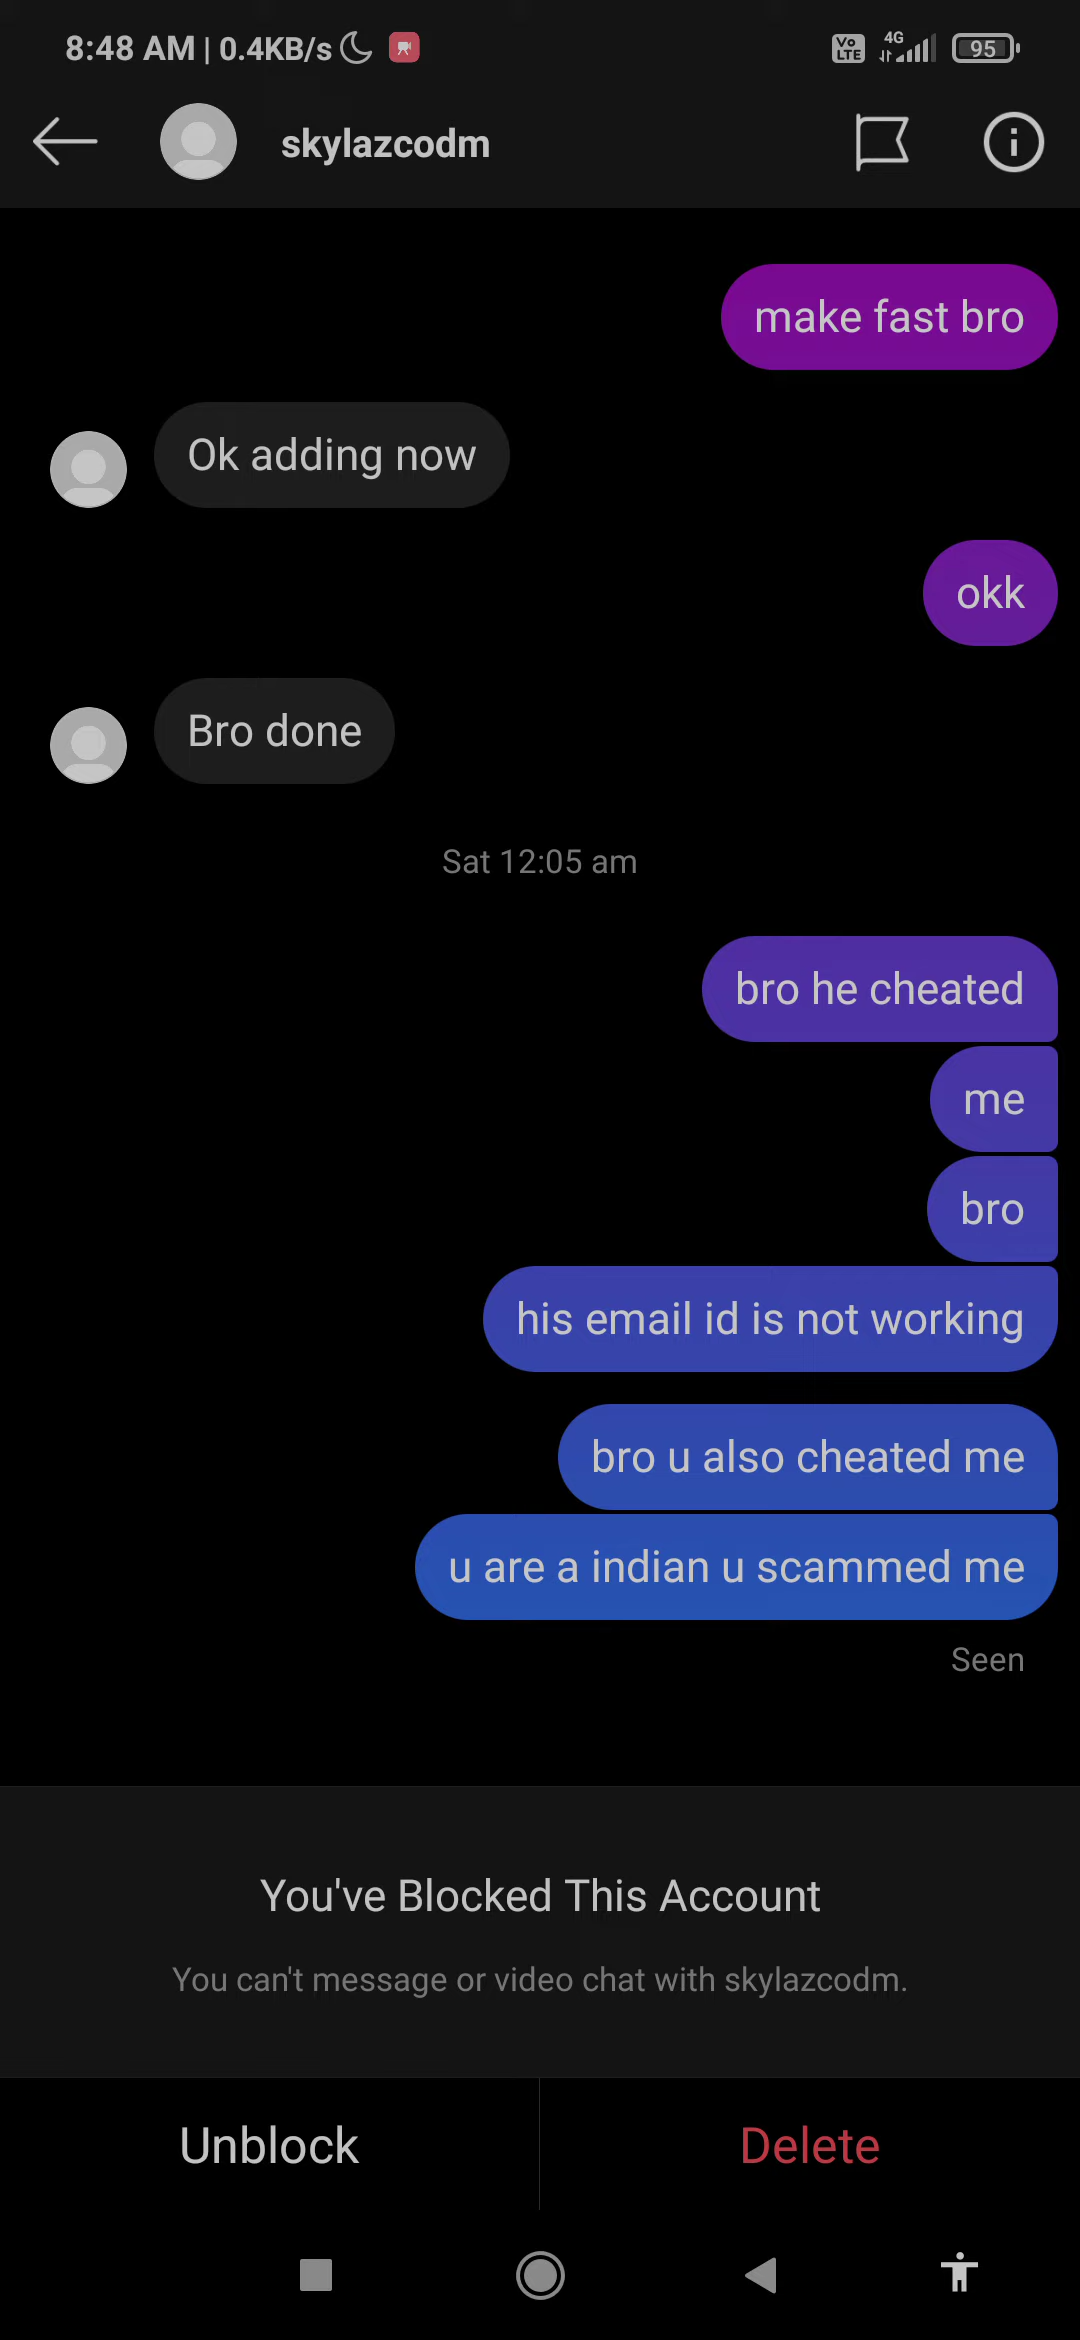 8:48 AM | 0.4KB/s
Vo LTE 4G 95
skylazcodm
make fast bro
Ok adding now
okk
Bro done
Sat 12:05 am
bro he cheated
me
bro
his email id is not working
bro u also cheated me
u are a indian u scammed me
Seen
You've Blocked This Account
You can't message or video chat with skylazcodm.
Unblock Delete